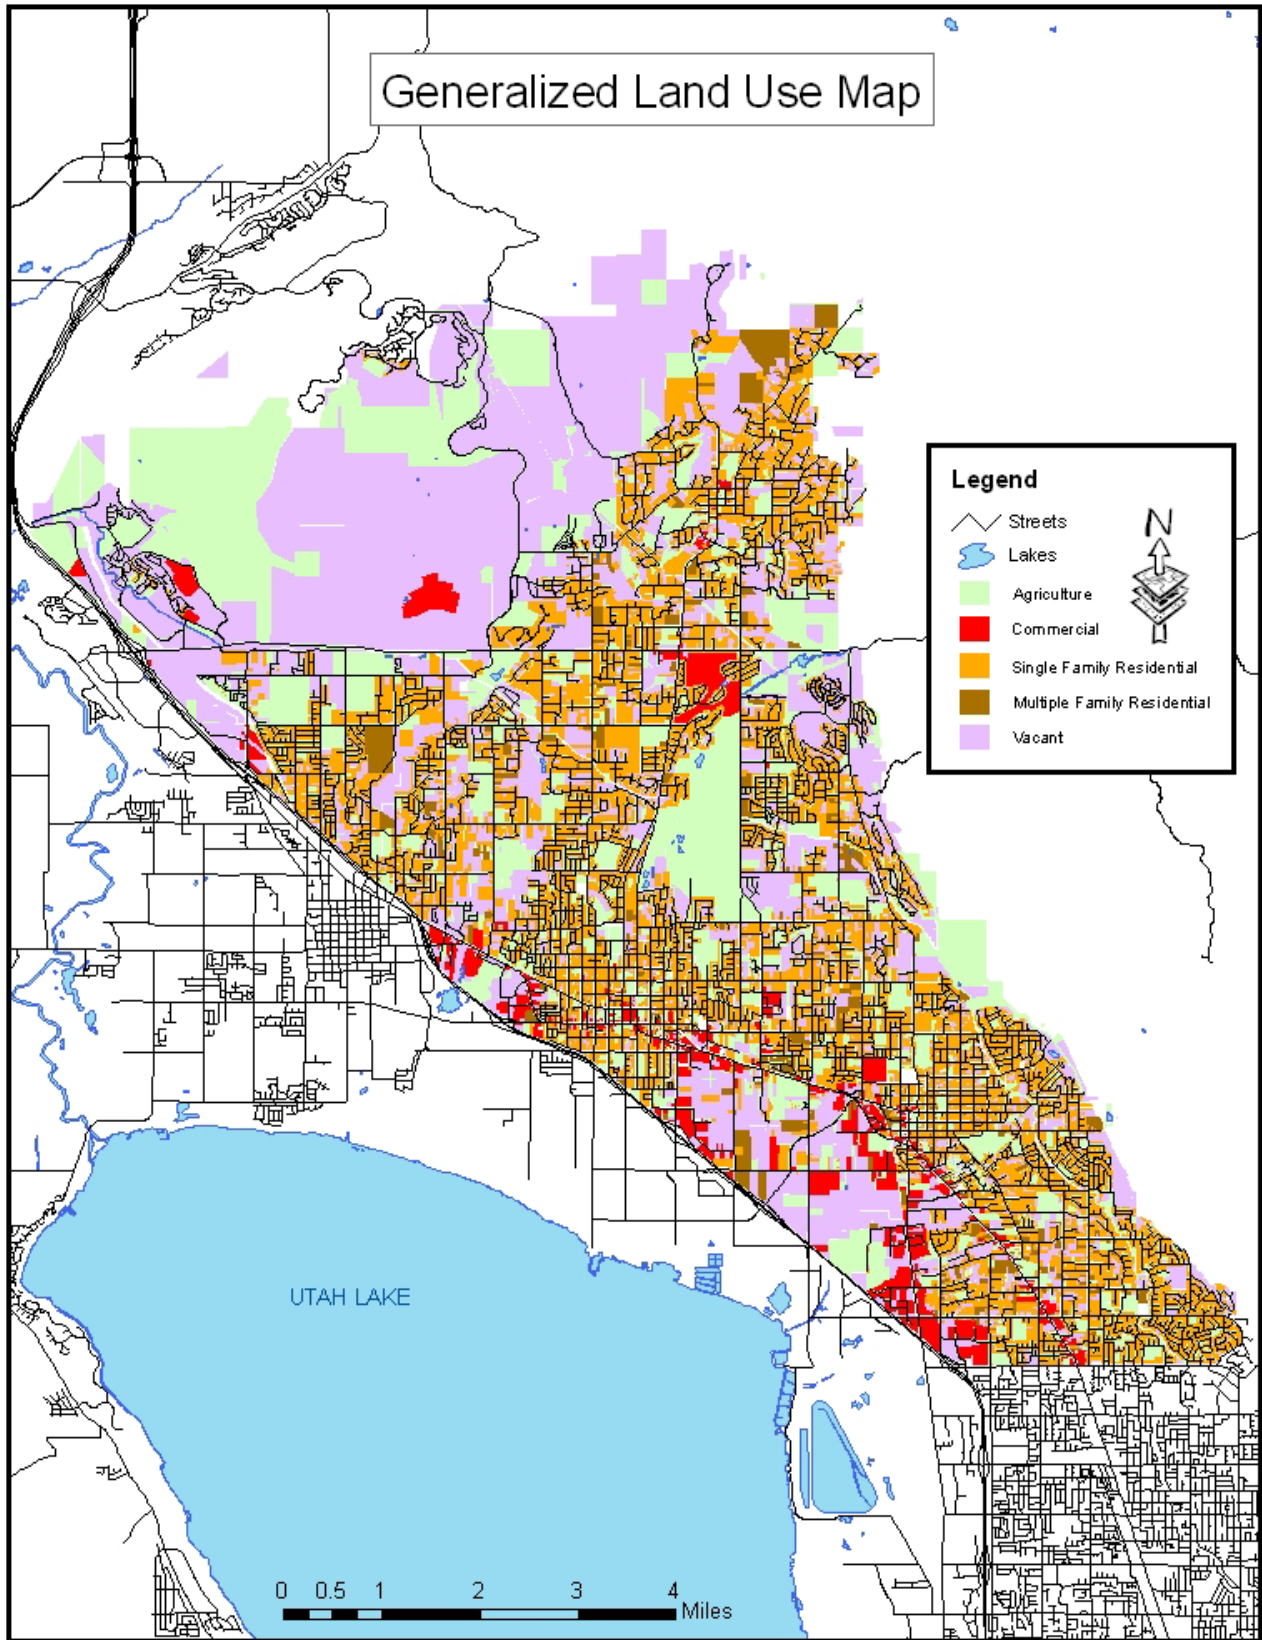 Generalized Land Use Map
Legend
N
Streets
Lakes
Agriculture
Commercial
Single Family Residential
Multiple Family Residential
Vacant
UTAH LAKE
0 0.5 1 2 3 4
Miles